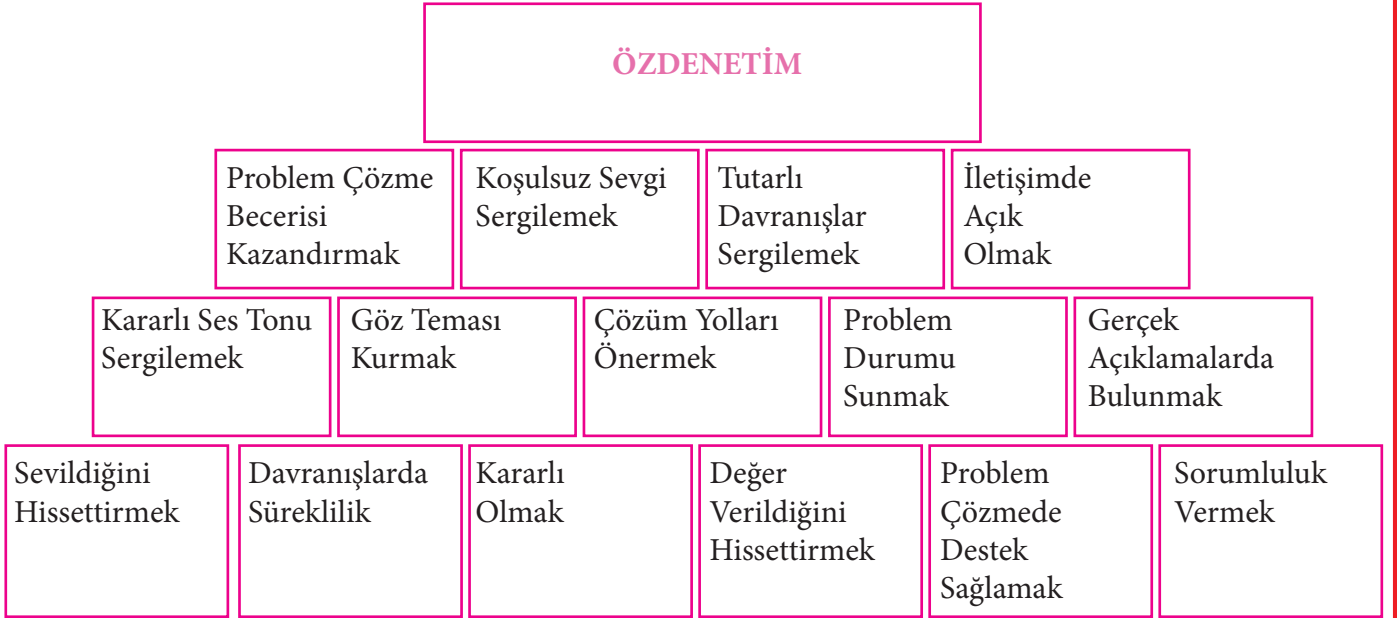 ÖZDENETİM
Problem Çözme
Becerisi
Kazandırmak
Koşulsuz Sevgi
Sergilemek
Tutarlı
Davranışlar
Sergilemek
İletişimde
Açık
Olmak
Kararlı Ses Tonu
Sergilemek
Göz Teması
Kurmak
Çözüm Yolları
Önermek
Problem
Durumu
Sunmak
Gerçek
Açıklamalarda
Bulunmak
Sevildiğini
Hissettirmek
Davranışlarda
Süreklilik
Kararlı
Olmak
Değer
Verildiğini
Hissettirmek
Problem
Çözmede
Destek
Sağlamak
Sorumluluk
Vermek